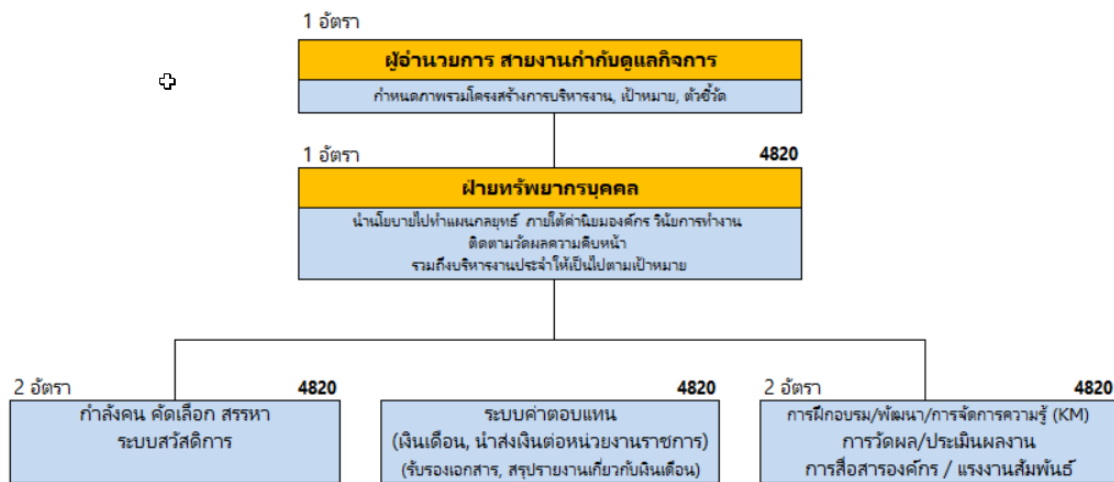 1 อัตรา
ผู้อำนวยการ สายงานกำกับดูแลกิจการ
กำหนดภาพรวมโครงสร้างการบริหารงาน, เป้าหมาย, ตัวชี้วัด
1 อัตรา 4820
ฝ่ายทรัพยากรบุคคล
นำนโยบายไปทำแผนกลยุทธ์ ภายใต้ค่านิยมองค์กร วินัยการทำงาน
ติดตามวัดผลความคืบหน้า
รวมถึงบริหารงานประจำให้เป็นไปตามเป้าหมาย
2 อัตรา 4820
กำลังคน คัดเลือก สรรหา
ระบบสวัสดิการ
4820
ระบบค่าตอบแทน
(เงินเดือน, นำส่งเงินต่อหน่วยงานราชการ)
(รับรองเอกสาร, สรุปรายงานเกี่ยวกับเงินเดือน)
2 อัตรา 4820
การฝึกอบรม/พัฒนา/การจัดการความรู้ (KM)
การวัดผล/ประเมินผลงาน
การสื่อสารองค์กร / แรงงานสัมพันธ์